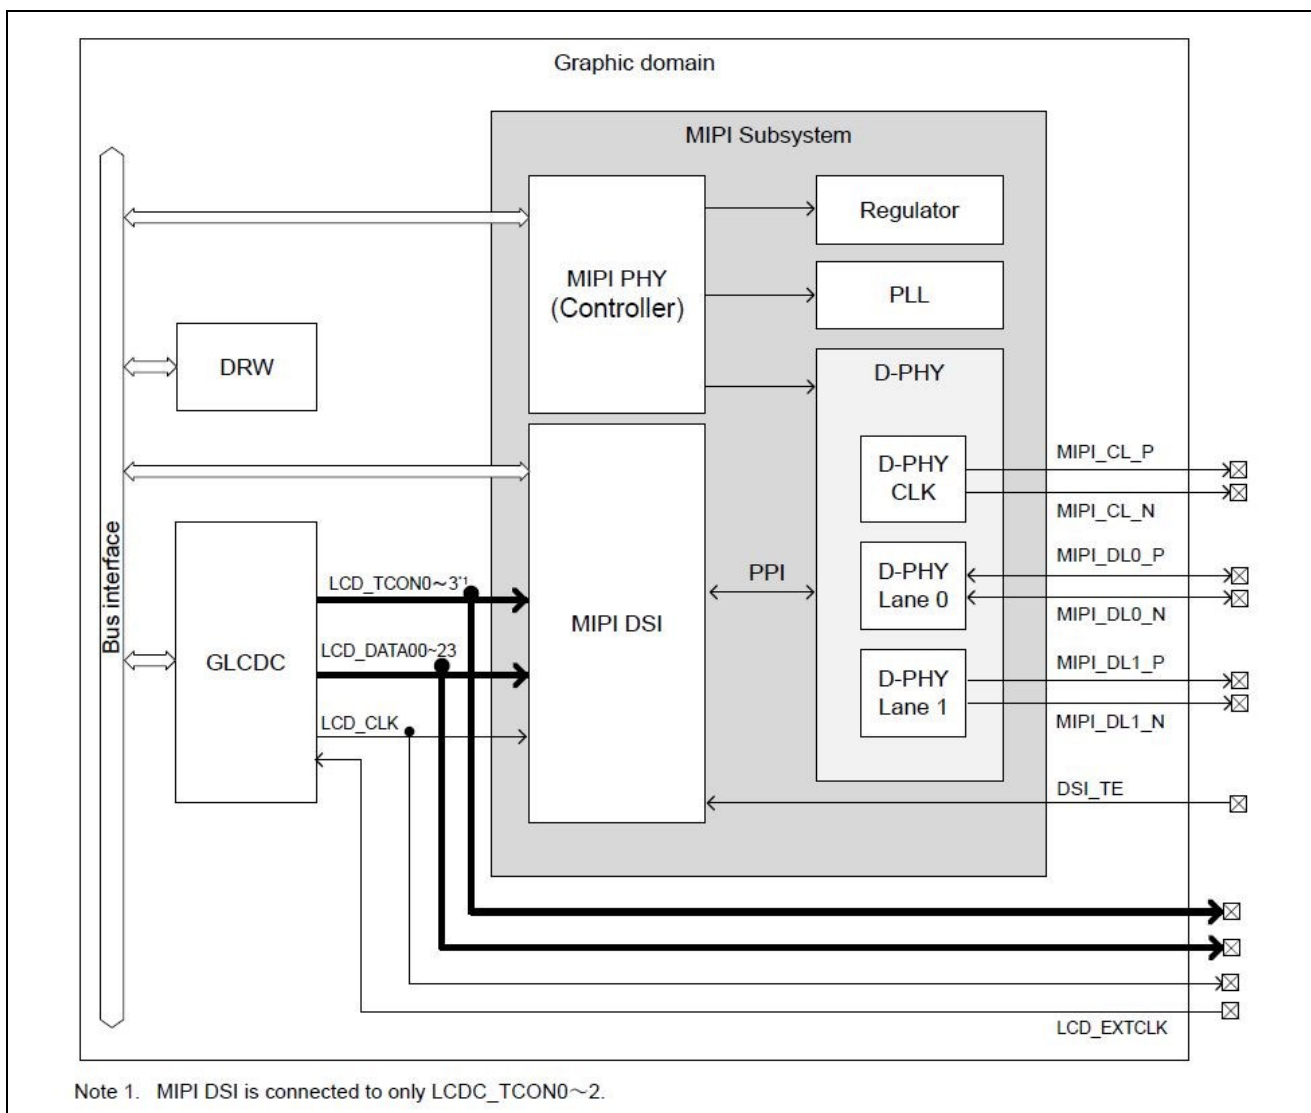 Graphic domain
MIPI Subsystem
MIPI PHY
(Controller)
Regulator
PLL
DRW
D-PHY
D-PHY
CLK
MIPI_CL_P
MIPI_CL_N
Bus interface
GLCDC
LCD_TCON0～3*1
LCD_DATA00~23
LCD_CLK
MIPI DSI
PPI
D-PHY
Lane 0
MIPI_DL0_P
MIPI_DL0_N
D-PHY
Lane 1
MIPI_DL1_P
MIPI_DL1_N
DSI_TE
LCD_EXTCLK
Note 1. MIPI DSI is connected to only LCDC_TCON0～2.